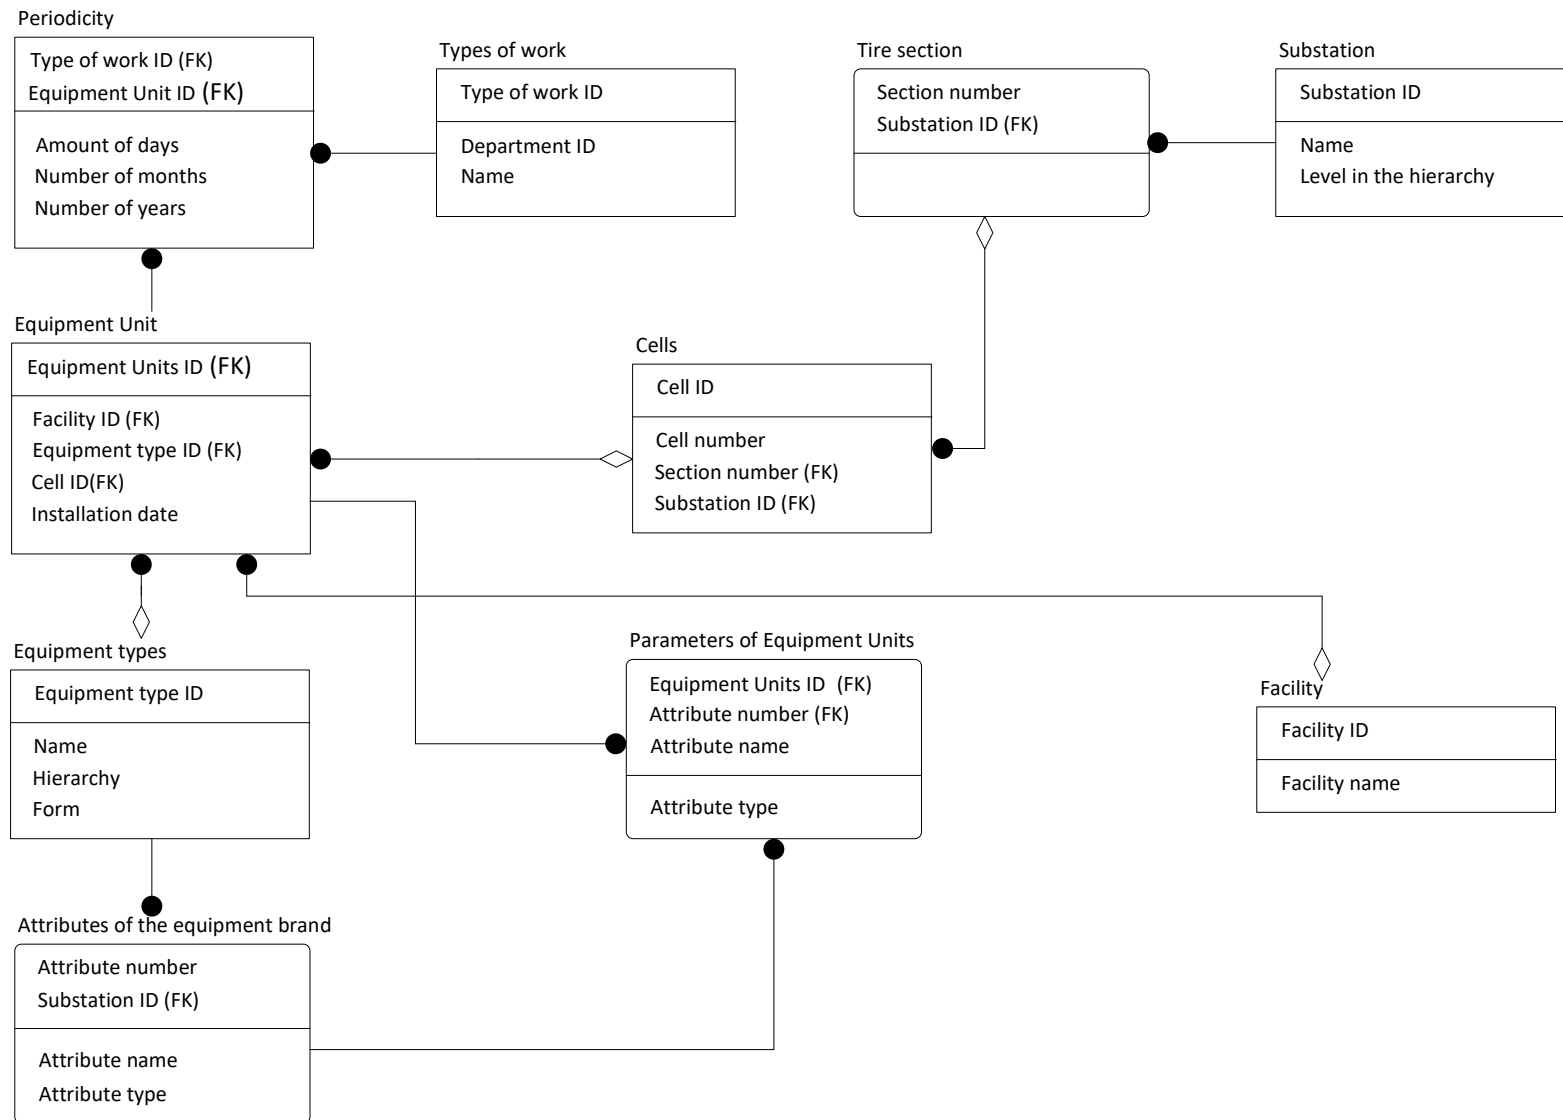 Periodicity
Type of work ID (FK)
Equipment Unit ID (FK)
Amount of days
Number of months
Number of years
Types of work
Type of work ID
Department ID
Name
Tire section
Section number
Substation ID (FK)
Substation
Substation ID
Name
Level in the hierarchy
Equipment Unit
Equipment Units ID (FK)
Facility ID (FK)
Equipment type ID (FK)
Cell ID(FK)
Installation date
Cells
Cell ID
Cell number
Section number (FK)
Substation ID (FK)
Equipment types
Equipment type ID
Name
Hierarchy
Form
Parameters of Equipment Units
Equipment Units ID (FK)
Attribute number (FK)
Attribute name
Attribute type
Facility
Facility ID
Facility name
Attributes of the equipment brand
Attribute number
Substation ID (FK)
Attribute name
Attribute type